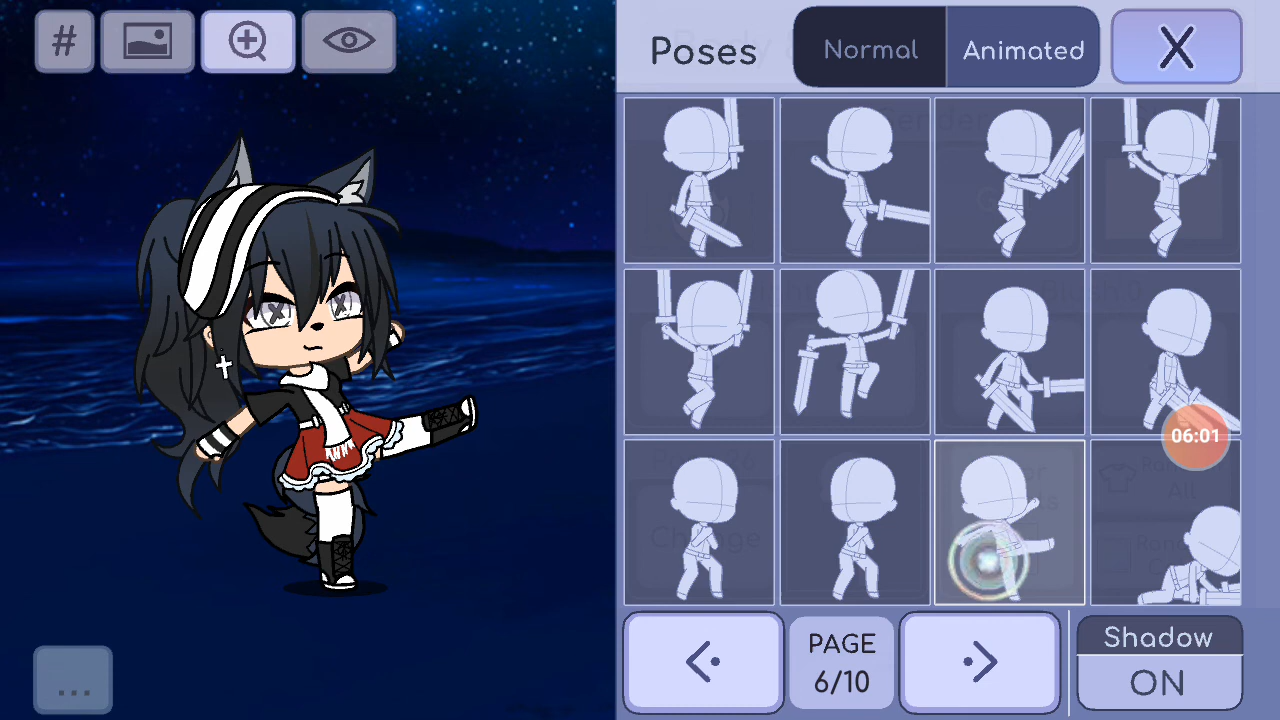 #
Poses
Normal
Animated
X
06:01
...
PAGE
6/10
Shadow
ON